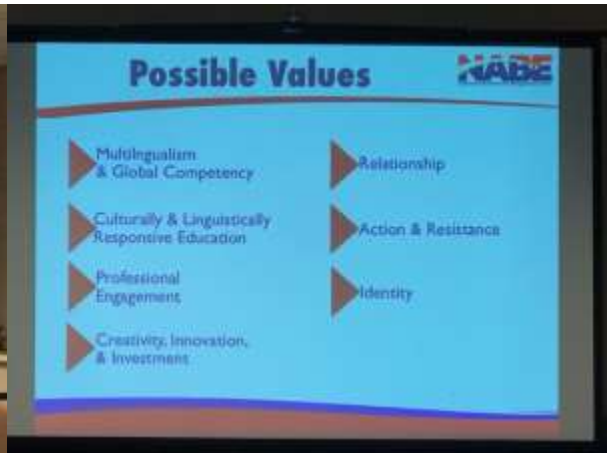 Possible Values
NABE
Multilingualism
& Global Competency
Culturally & Linguistically
Responsive Education
Professional
Engagement
Creativity, Innovation,
& Investment
Relationship
Action & Resistance
Identity